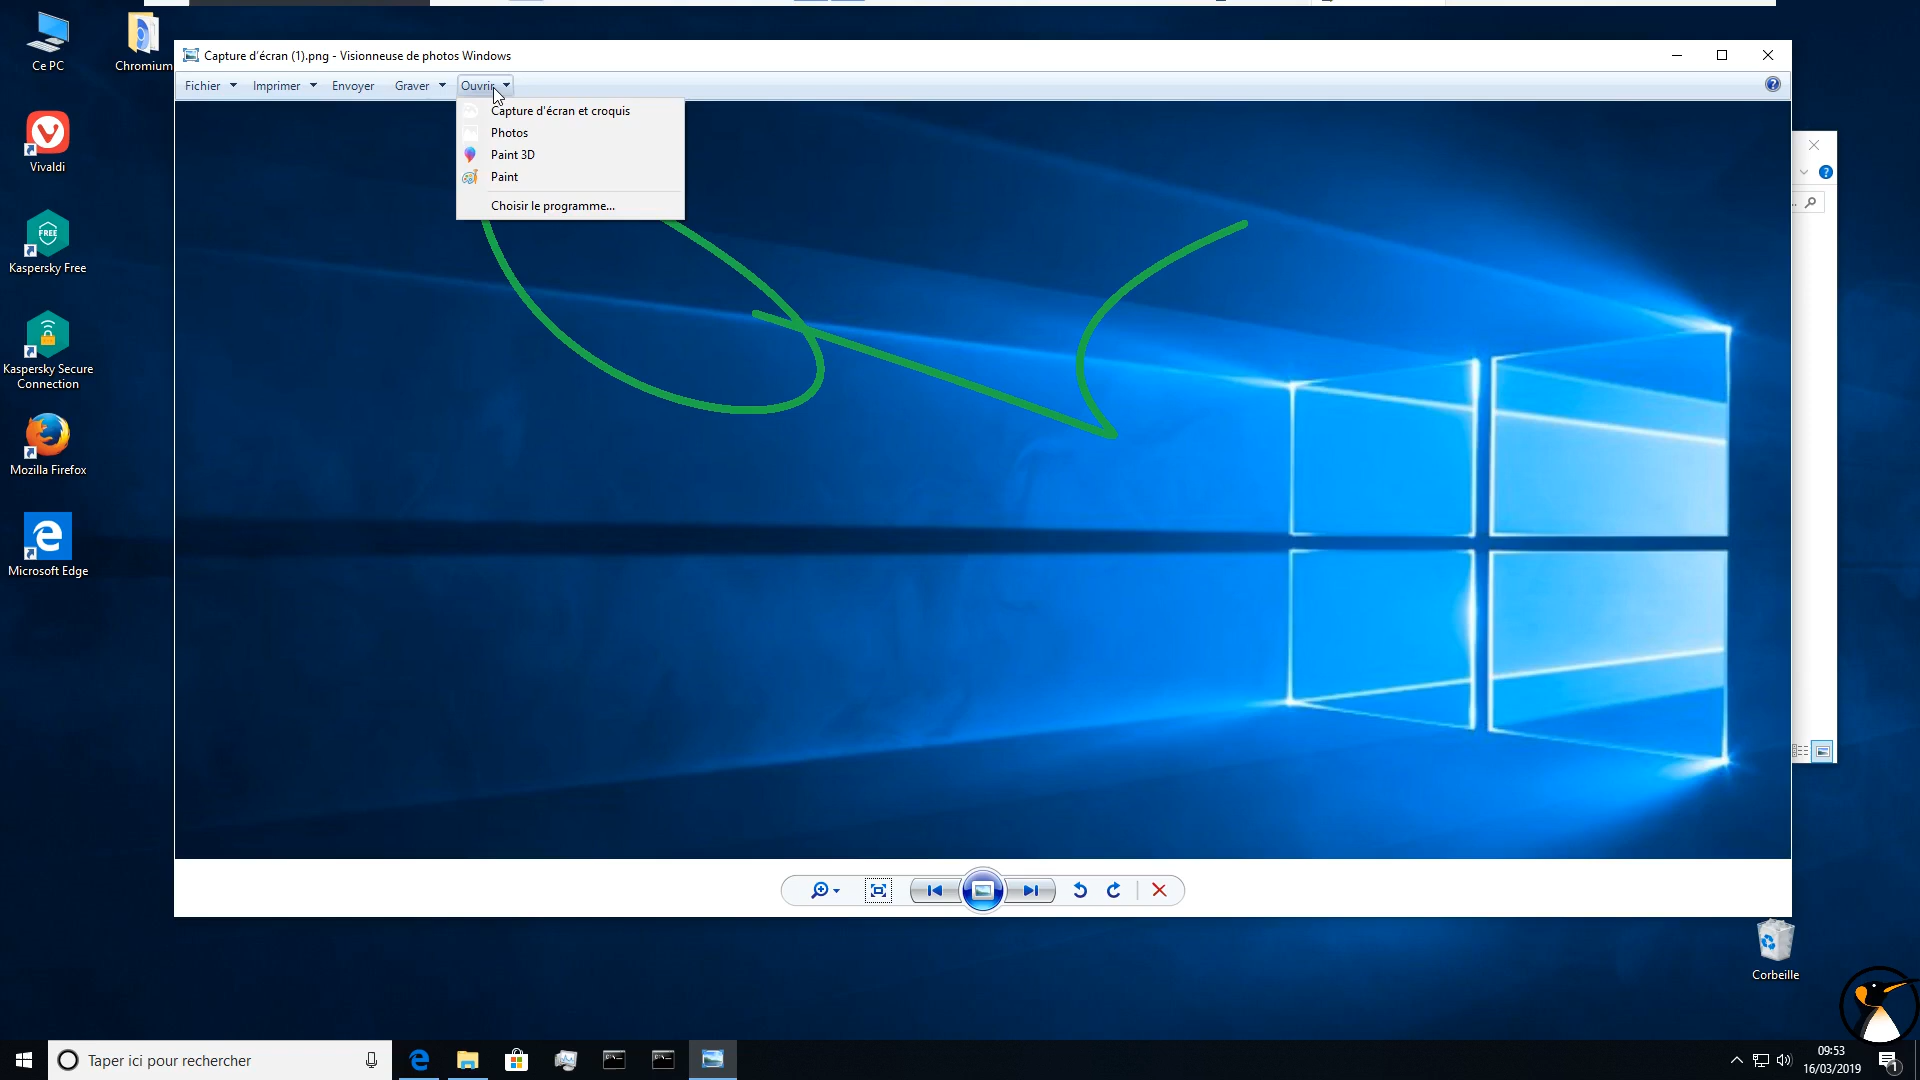 Ce PC
Chromium
Vivaldi
FREE
Kaspersky Free
Kaspersky Secure
Connection
Mozilla Firefox
Microsoft Edge
Capture d'écran (1).png - Visionneuse de photos Windows
Fichier Imprimer Envoyer Graver Ouvrir
Capture d'écran et croquis
Photos
Paint 3D
Paint
Choisir le programme...
Corbeille
Taper ici pour rechercher
09:53
16/03/2019
1